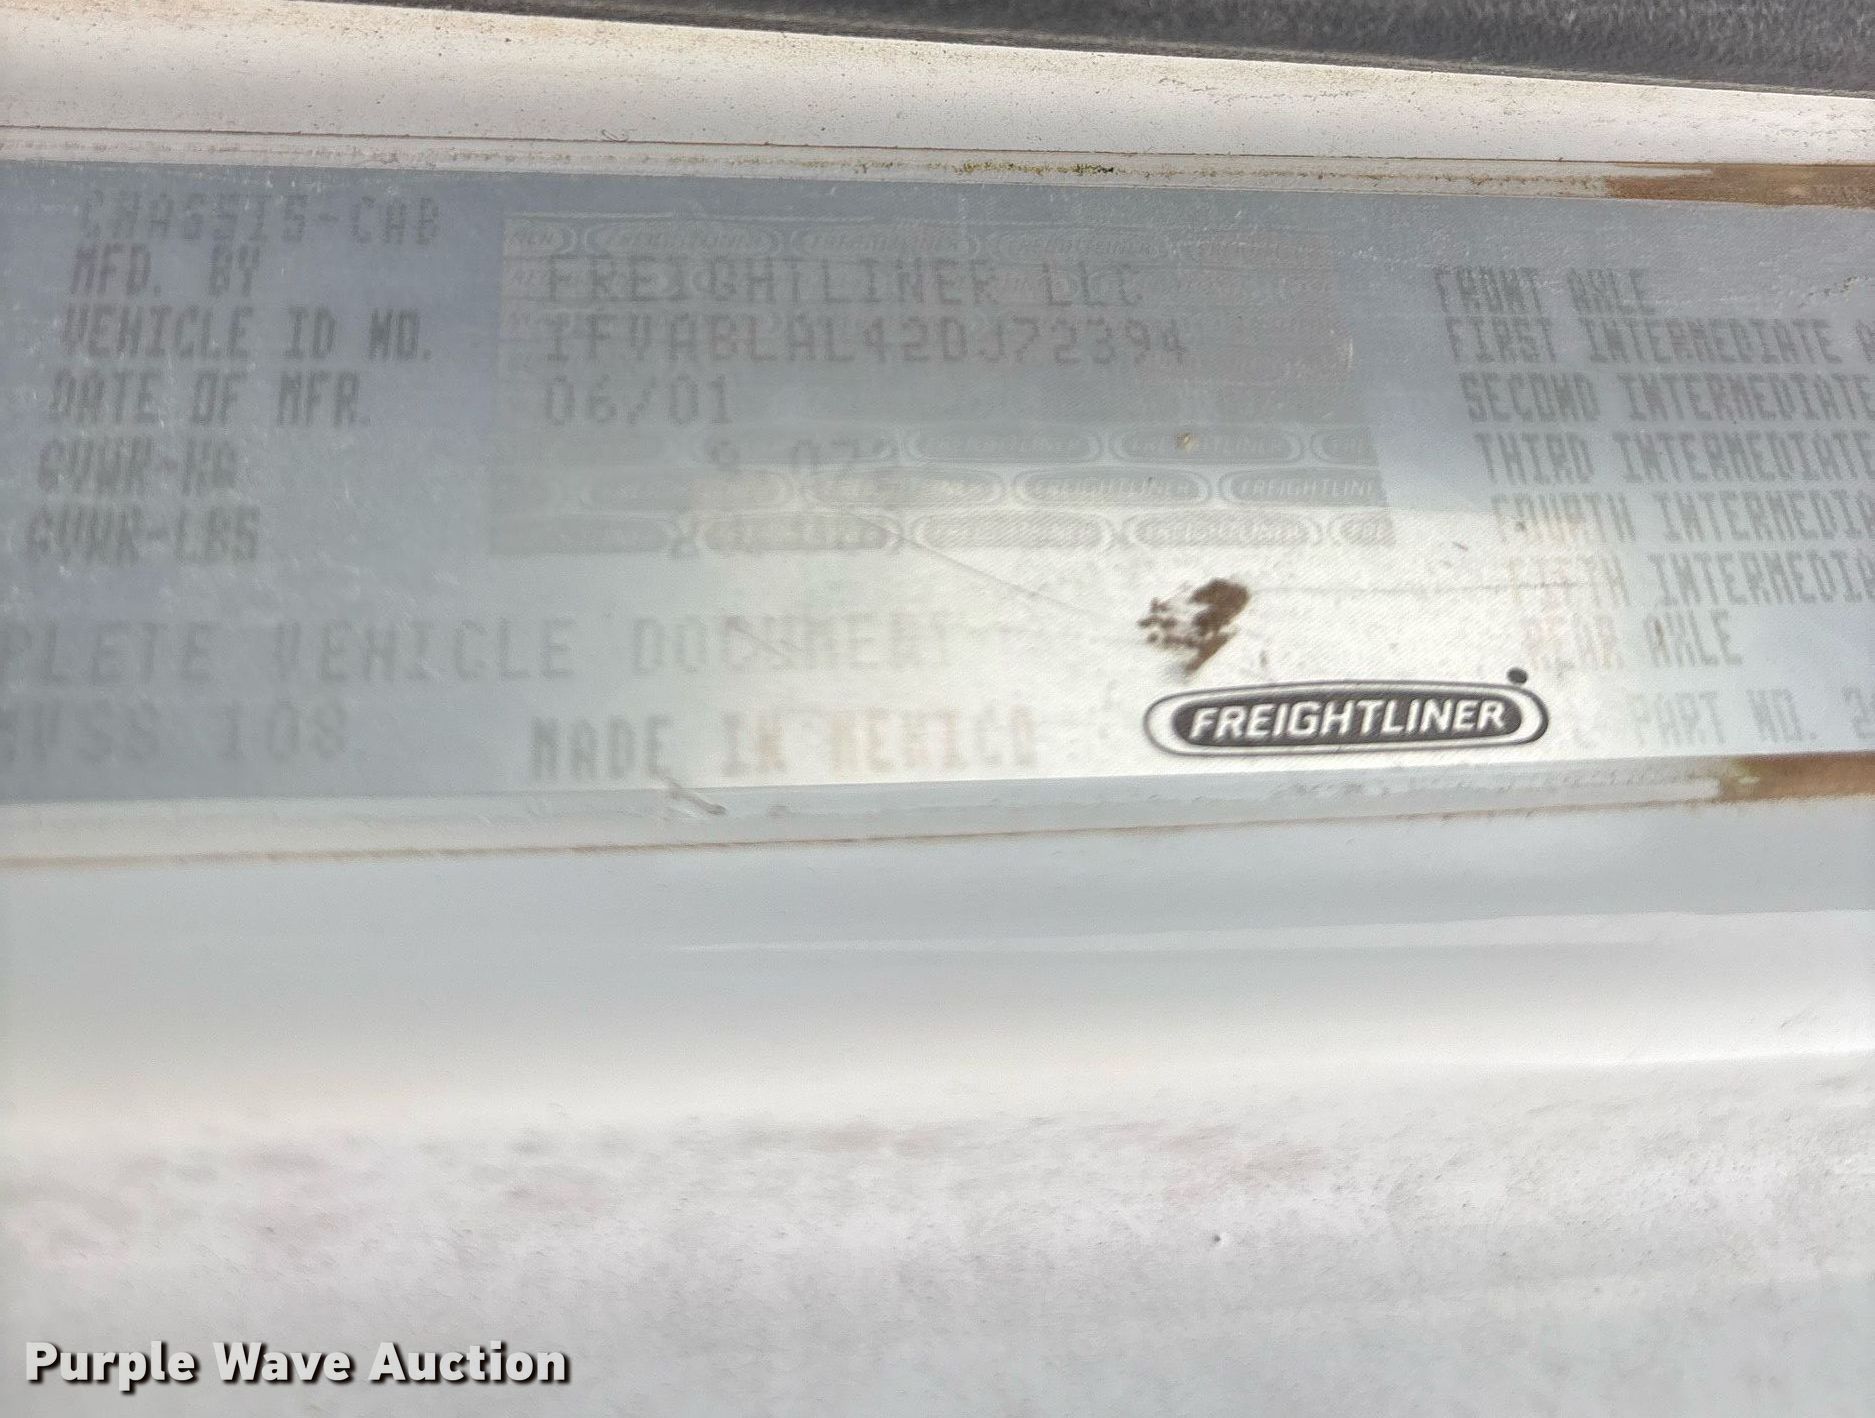 CHASSIS-CAB
MFD. BY FREIGHTLINER LLC
VEHICLE ID NO. 1FVABLAL42DJ72394
DATE OF MFR. 06/01
GVWR-KG
GVWR-LBS
PLETE VEHICLE DOCUMENT
MVSS 108
MADE IN MEXICO
FREIGHTLINER
FRONT AXLE
FIRST INTERMEDIATE
SECOND INTERMEDIATE
THIRD INTERMEDIATE
FOURTH INTERMEDIA
FIFTH INTERMEDIA
REAR AXLE
PART NO. 2
Purple Wave Auction